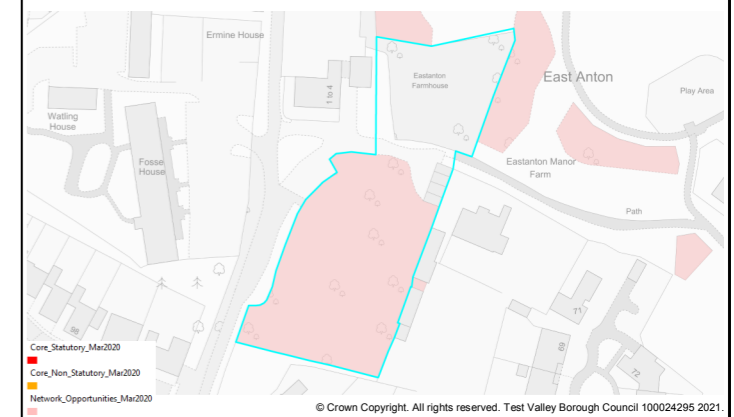 Ermine House
Eastanton
Farmhouse
East Anton
Play Area
1 to 4
Watling
House
Fosse
House
Eastanton Manor
Farm
Path
71
69
72
98
Core_Statutory_Mar2020
Core_Non_Statutory_Mar2020
Network_Opportunities_Mar2020
© Crown Copyright. All rights reserved. Test Valley Borough Council 100024295 2021.